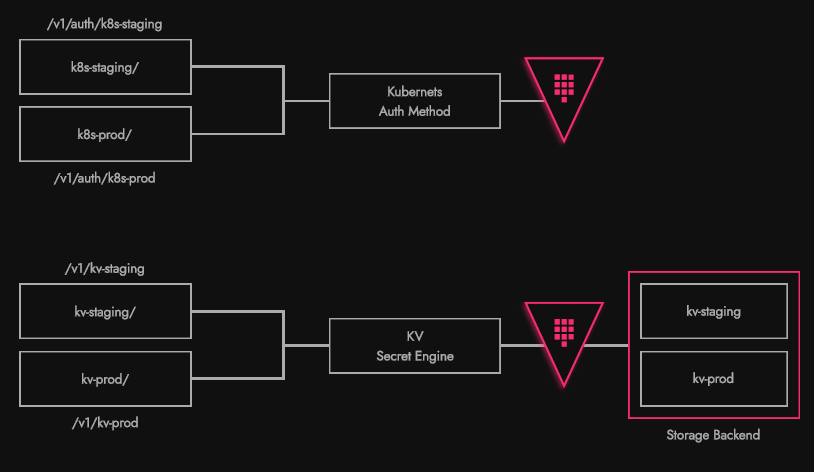 /v1/auth/k8s-staging
k8s-staging/
k8s-prod/
/v1/auth/k8s-prod
Kubernets
Auth Method
/v1/kv-staging
kv-staging/
kv-prod/
/v1/kv-prod
KV
Secret Engine
kv-staging
kv-prod
Storage Backend